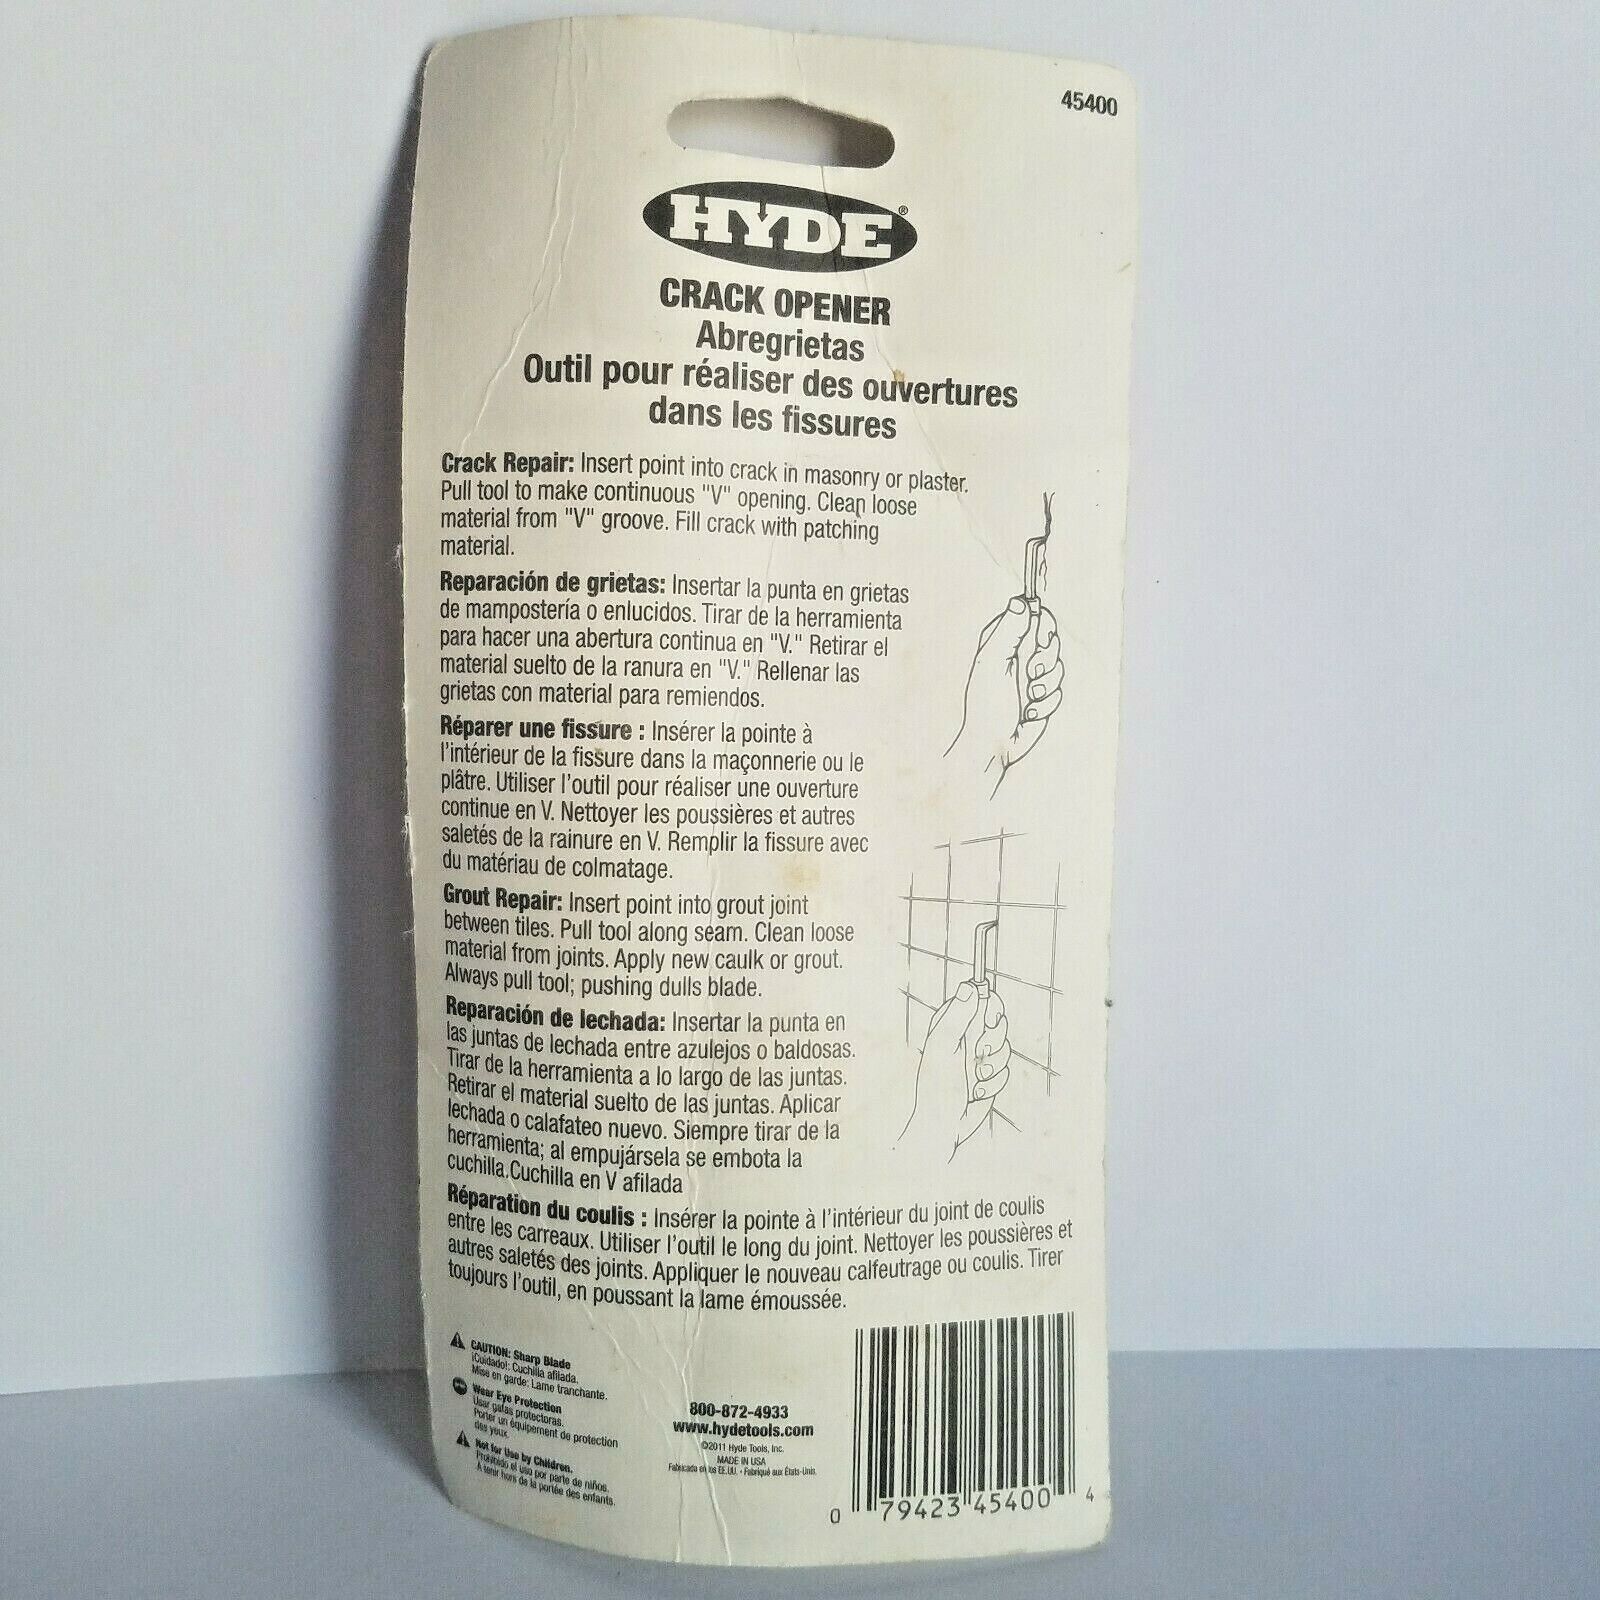 45400
HYDE®
CRACK OPENER
Abregrietas
Outil pour réaliser des ouvertures
dans les fissures
Crack Repair: Insert point into crack in masonry or plaster.
Pull tool to make continuous "V" opening. Clean loose
material from "V" groove. Fill crack with patching
material.
Reparación de grietas: Insertar la punta en grietas
de mampostería o enlucidos. Tirar de la herramienta
para hacer una abertura continua en "V." Retirar el
material suelto de la ranura en "V." Rellenar las
grietas con material para remiendos.
Réparer une fissure : Insérer la pointe à
l'intérieur de la fissure dans la maçonnerie ou le
plâtre. Utiliser l'outil pour réaliser une ouverture
continue en V. Nettoyer les poussières et autres
saletés de la rainure en V. Remplir la fissure avec
du matériau de colmatage.
Grout Repair: Insert point into grout joint
between tiles. Pull tool along seam. Clean loose
material from joints. Apply new caulk or grout.
Always pull tool; pushing dulls blade.
Reparación de lechada: Insertar la punta en
las juntas de lechada entre azulejos o baldosas.
Tirar de la herramienta a lo largo de las juntas.
Retirar el material suelto de las juntas. Aplicar
lechada o calafateo nuevo. Siempre tirar de la
herramienta; al empujársela se embota la
cuchilla.Cuchilla en V afilada
Réparation du coulis : Insérer la pointe à l'intérieur du joint de coulis
entre les carreaux. Utiliser l'outil le long du joint. Nettoyer les poussières et
autres saletés des joints. Appliquer le nouveau calfeutrage ou coulis. Tirer
toujours l'outil, en poussant la lame émoussée.
CAUTION: Sharp Blade
¡Cuidado!: Cuchilla afilada.
Mise en garde: Lame tranchante.
Wear Eye Protection
Usar gafas protectoras.
Porter un équipement de protection
des yeux.
Not for Use by Children.
Prohibido el uso por parte de niños.
À tenir hors de la portée des enfants.
800-872-4933
www.hydetools.com
©2011 Hyde Tools, Inc.
MADE IN USA
Fabricado en los EE.UU. • Fabriqué aux États-Unis.
0 79423 45400 4